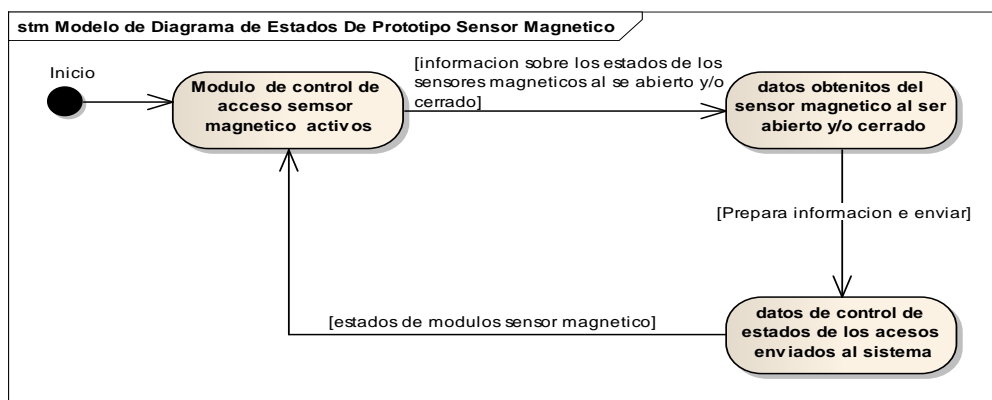 stm Modelo de Diagrama de Estados De Prototipo Sensor Magnetico
Inicio
Modulo de control de
acceso semsor
magnetico activos
[informacion sobre los estados de los
sensores magneticos al se abierto y/o
cerrado]
datos obtenitos del
sensor magnetico al ser
abierto y/o cerrado
[Prepara informacion e enviar]
datos de control de
estados de los acesos
enviados al sistema
[estados de modulos sensor magnetico]